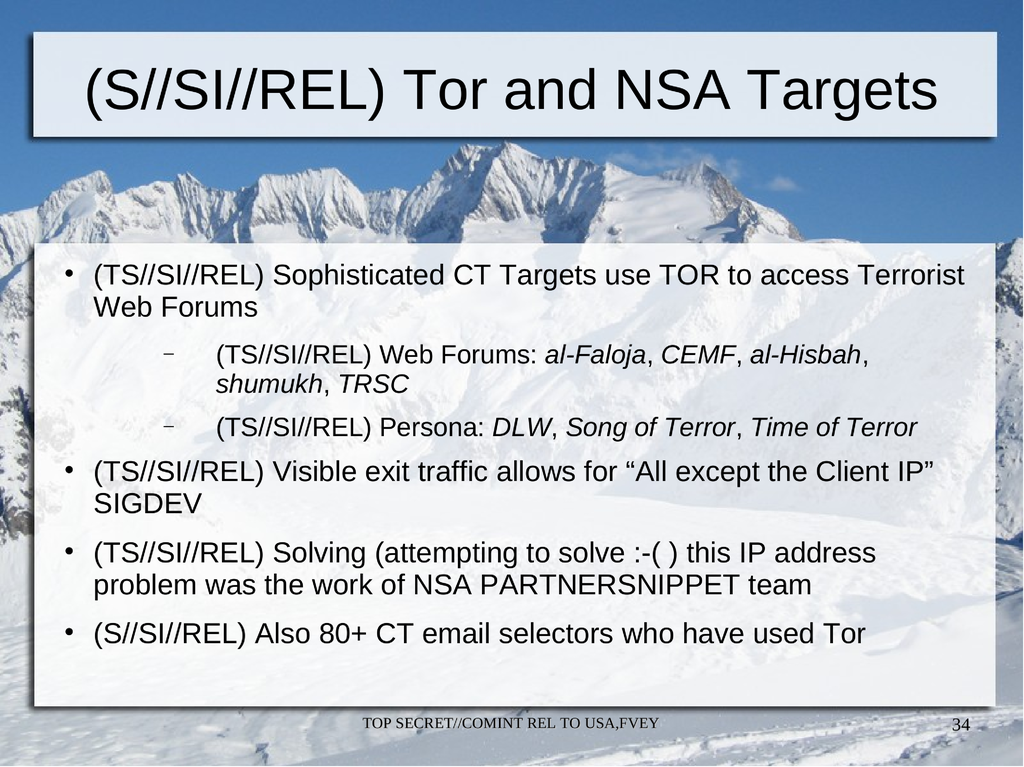 (S//SI//REL) Tor and NSA Targets
• (TS//SI//REL) Sophisticated CT Targets use TOR to access Terrorist
Web Forums
– (TS//SI//REL) Web Forums: al-Faloja, CEMF, al-Hisbah,
shumukh, TRSC
– (TS//SI//REL) Persona: DLW, Song of Terror, Time of Terror
• (TS//SI//REL) Visible exit traffic allows for “All except the Client IP”
SIGDEV
• (TS//SI//REL) Solving (attempting to solve :-( ) this IP address
problem was the work of NSA PARTNERSNIPPET team
• (S//SI//REL) Also 80+ CT email selectors who have used Tor
TOP SECRET//COMINT REL TO USA,FVEY
34